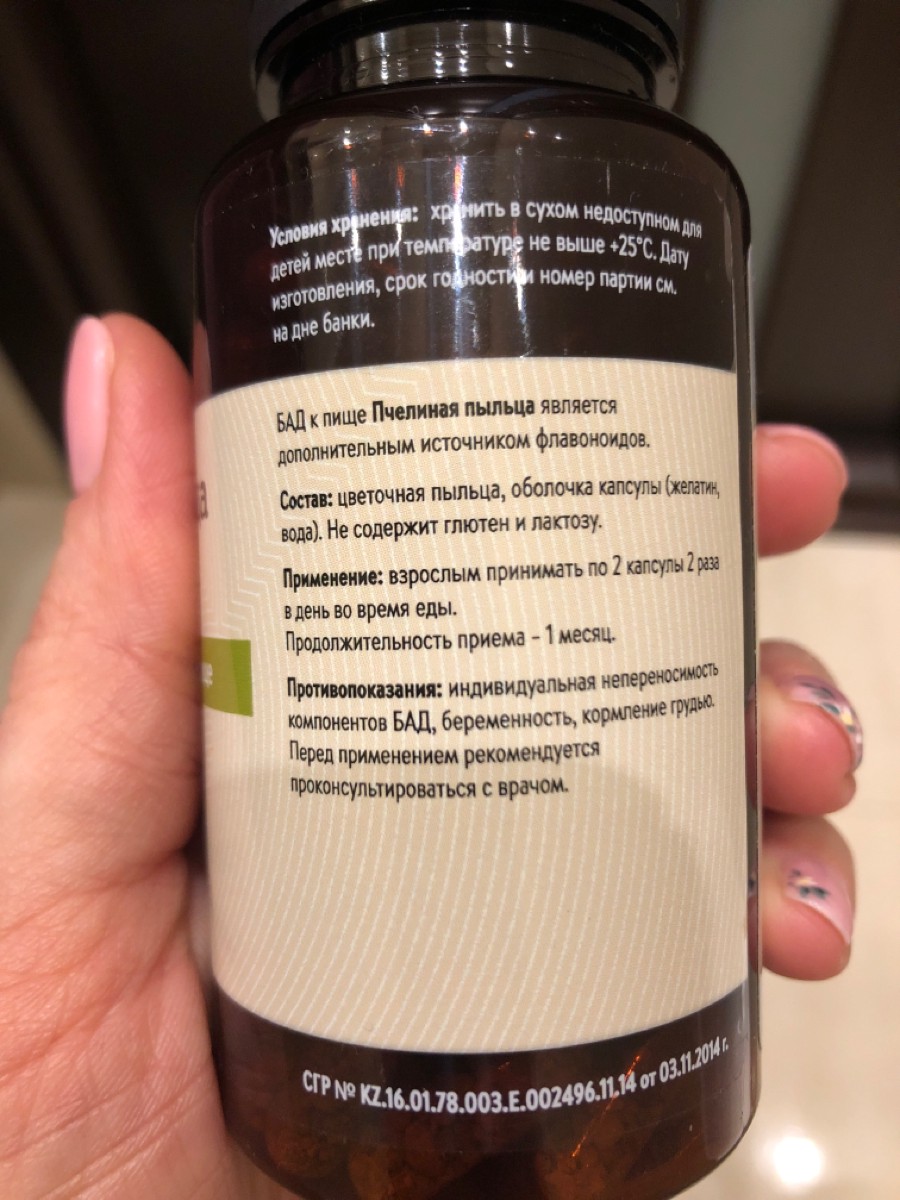 Условия хранения: хранить в сухом недоступном для
детей месте при температуре не выше +25°С. Дату
изготовления, срок годности и номер партии см.
на дне банки.
БАД к пище Пчелиная пыльца является
дополнительным источником флавоноидов.
Состав: цветочная пыльца, оболочка капсулы (желатин,
вода). Не содержит глютен и лактозу.
Применение: взрослым принимать по 2 капсулы 2 раза
в день во время еды.
Продолжительность приема – 1 месяц.
Противопоказания: индивидуальная непереносимость
компонентов БАД, беременность, кормление грудью.
Перед применением рекомендуется
проконсультироваться с врачом.
СГР № KZ.16.01.78.003.E.002496.11.14 от 03.11.2014 г.